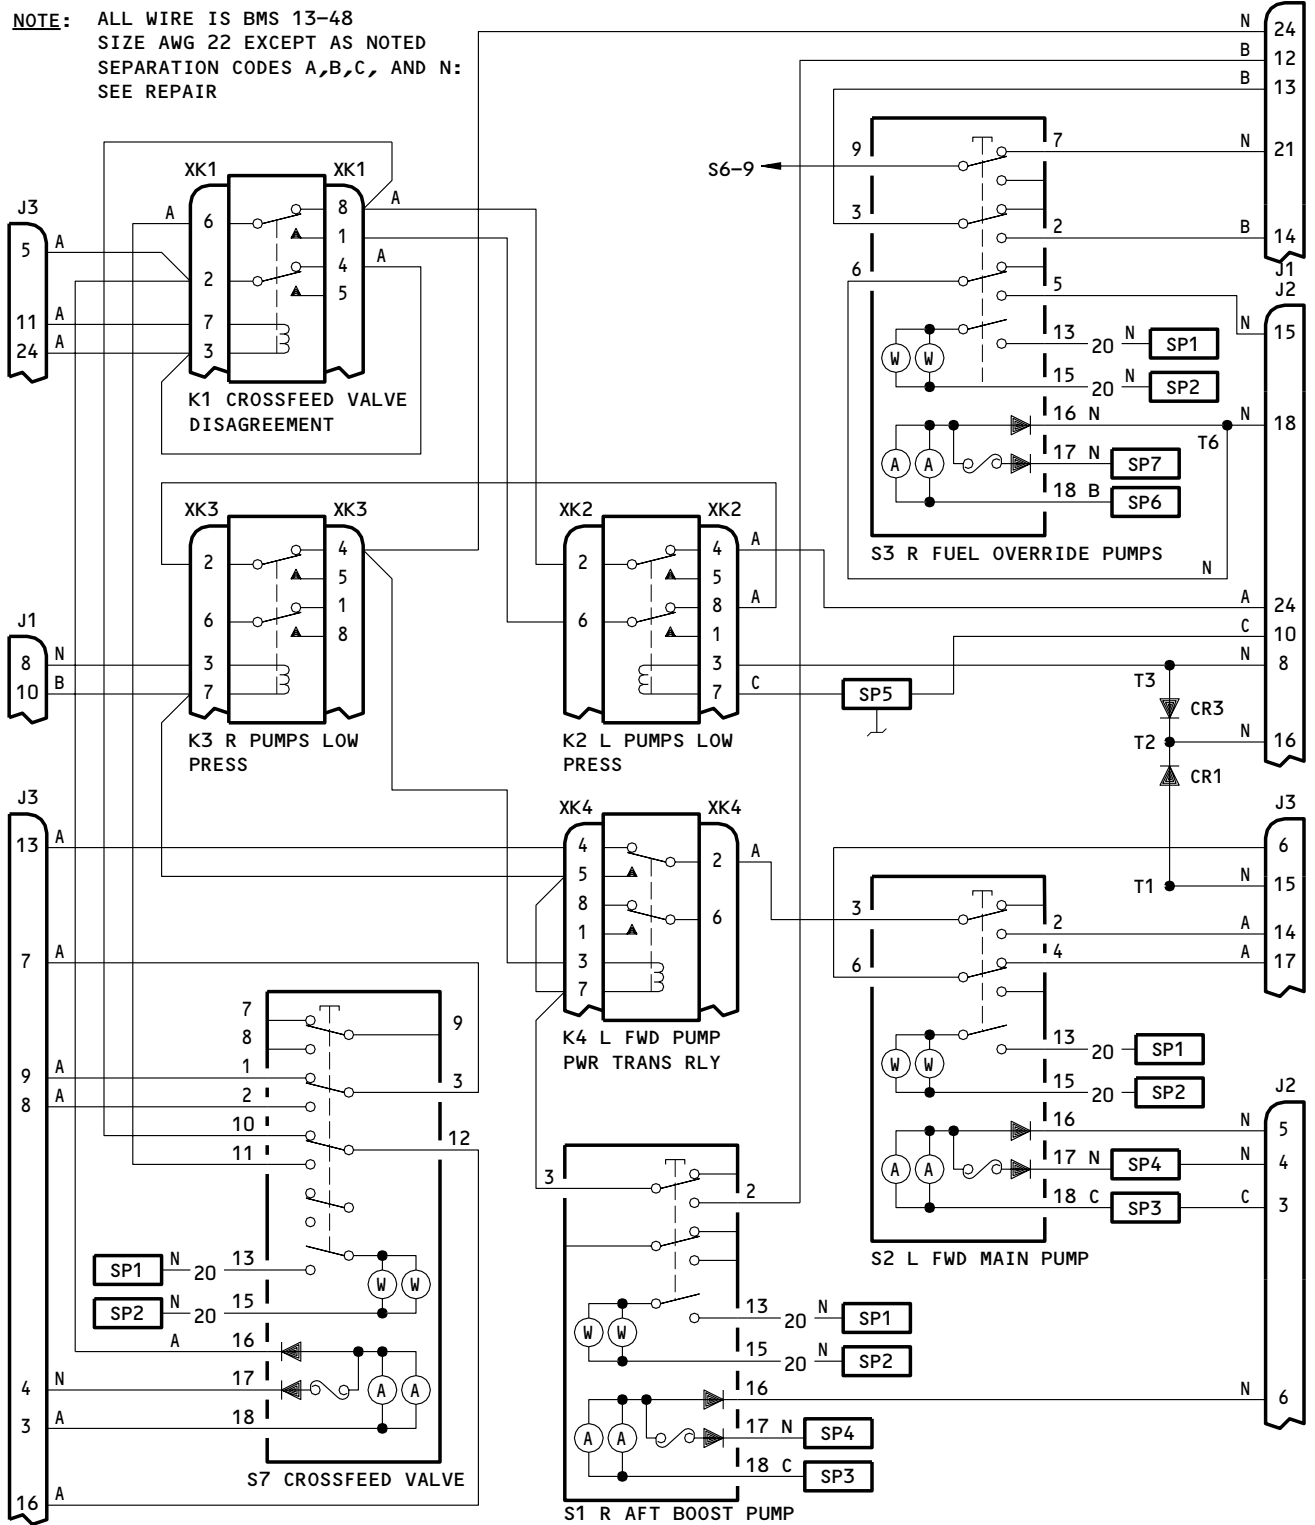 NOTE: ALL WIRE IS BMS 13-48
SIZE AWG 22 EXCEPT AS NOTED
SEPARATION CODES A,B,C, AND N:
SEE REPAIR
N 24
B 12
B 13
N 21
B 14
J1
S6-9
9 7
3 2
6 5
13 20 N SP1
15 20 N SP2
16 N
T6
17 N SP7
18 B SP6
W W
A A
S3 R FUEL OVERRIDE PUMPS
N
J2
N 15
N 18
A 24
C 10
N 8
N 16
T3
CR3
T2
CR1
T1
J3
5 A
11 A
24 A
XK1 XK1
A 6 8 A
1
2 4 A
5
7
3
K1 CROSSFEED VALVE
DISAGREEMENT
XK3 XK3
2 4
5
6 1
8
3
7
K3 R PUMPS LOW
PRESS
J1
8 N
10 B
XK2 XK2
2 4 A
5
6 8 A
1
3
7 C SP5
K2 L PUMPS LOW
PRESS
J3
13 A
7 A
9 A
8 A
4 N
3 A
16 A
XK4 XK4
4
5 2 A
8
1 6
3
7
K4 L FWD PUMP
PWR TRANS RLY
J3
6
N 15
A 14
A 17
3 2
6 4
13 20 SP1
15 20 SP2
16
17 N SP4
18 C SP3
W W
A A
S2 L FWD MAIN PUMP
J2
N 5
N 4
C 3
N 6
7 9
8
1 3
2
10 12
11
SP1 N 20 13
SP2 N 20 15
W W
A 16
17
18
A A
S7 CROSSFEED VALVE
3 2
13 20 N SP1
15 20 N SP2
W W
16
17 N SP4
18 C SP3
A A
S1 R AFT BOOST PUMP